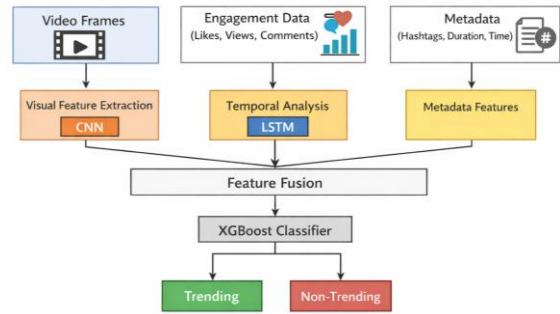 Video Frames
Engagement Data
(Likes, Views, Comments)
Metadata
(Hashtags, Duration, Time)
#
Visual Feature Extraction
CNN
Temporal Analysis
LSTM
Metadata Features
Feature Fusion
XGBoost Classifier
Trending
Non-Trending